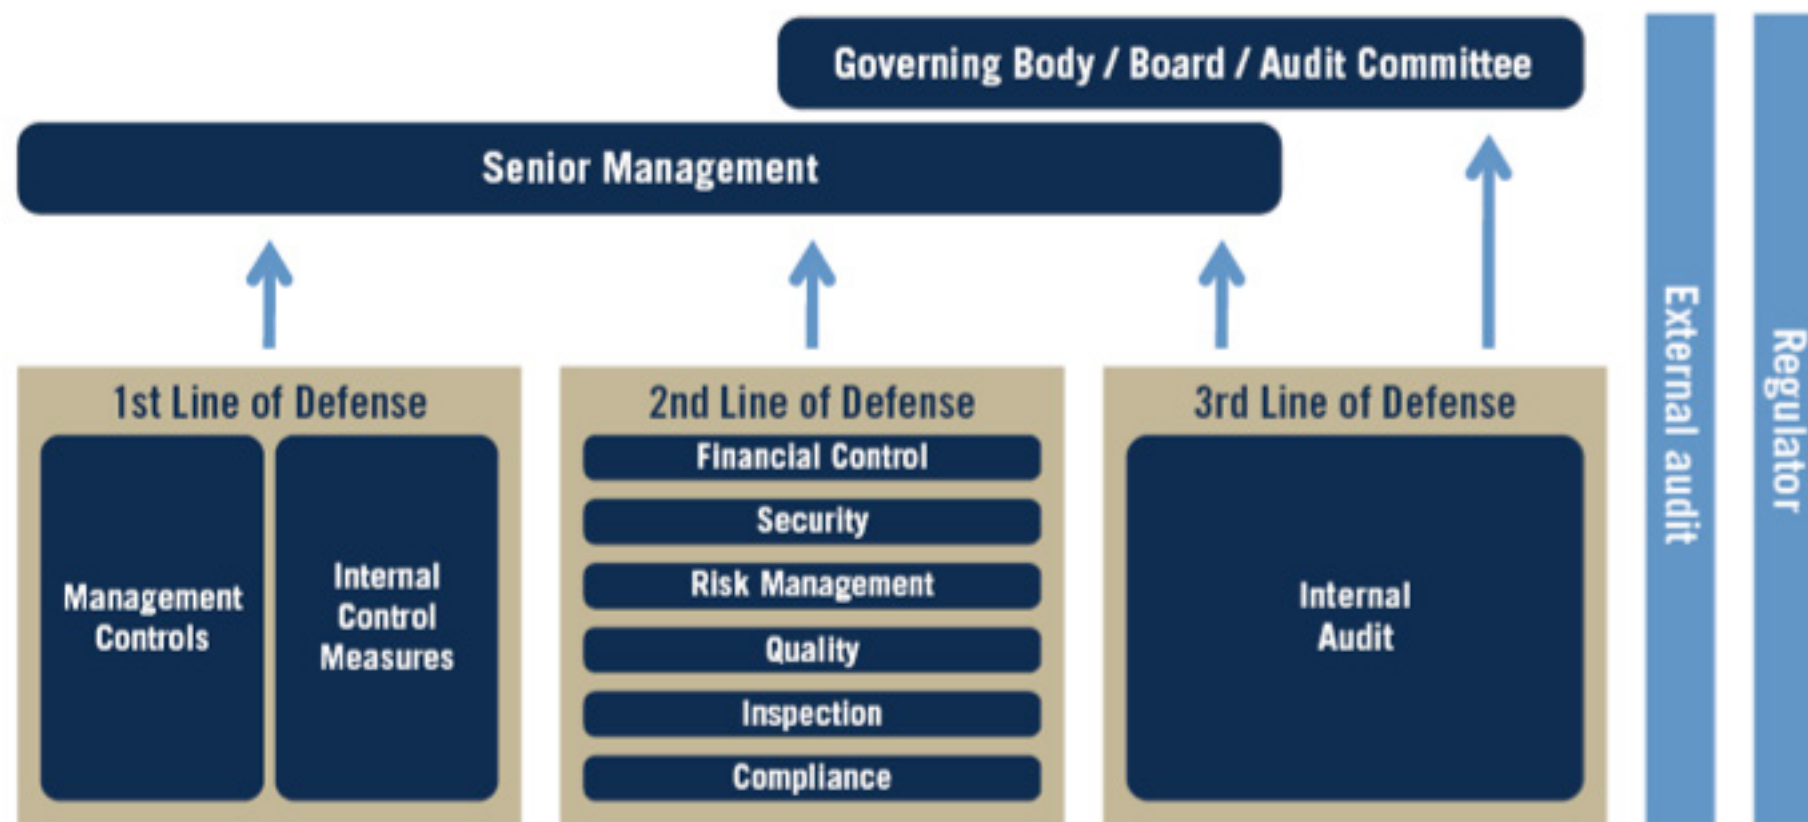 Governing Body / Board / Audit Committee
Senior Management
1st Line of Defense
Management
Controls
Internal
Control
Measures
2nd Line of Defense
Financial Control
Security
Risk Management
Quality
Inspection
Compliance
3rd Line of Defense
Internal
Audit
External audit
Regulator